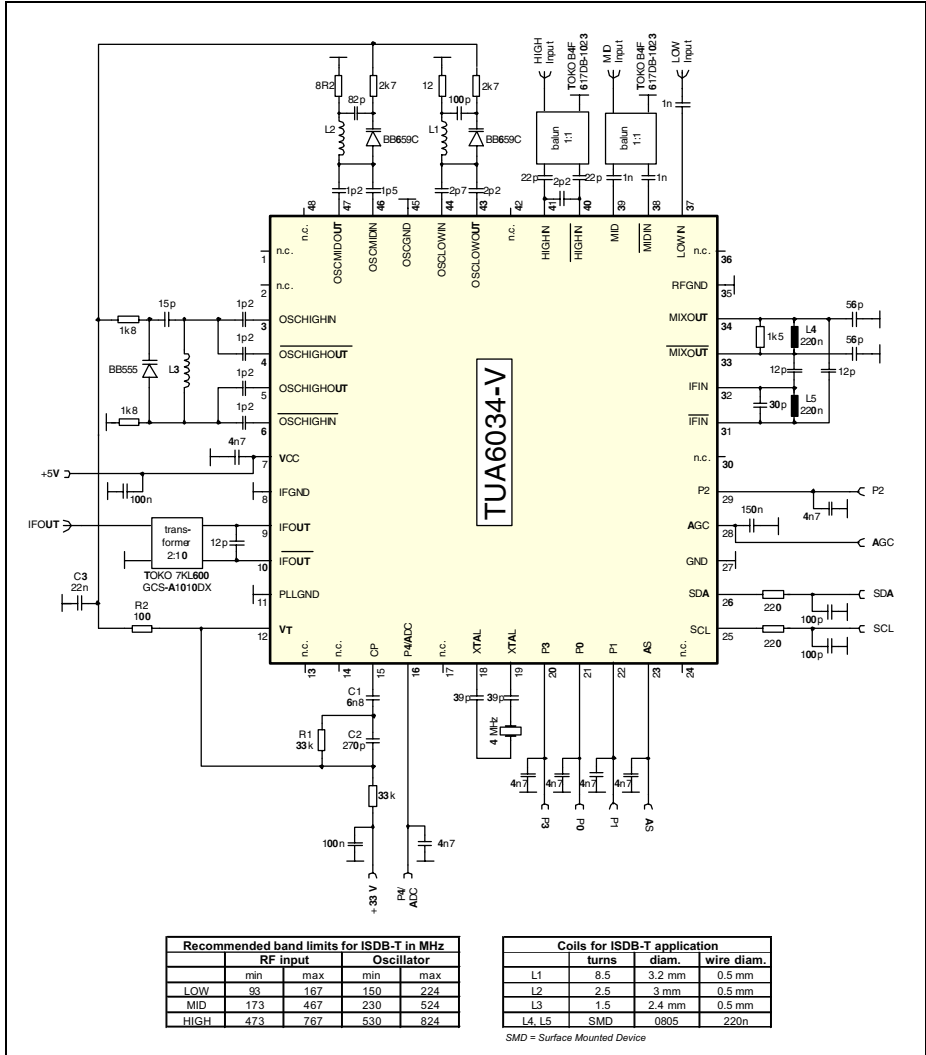 HIGH
Input
TOKO B4F
617DB-1023
MID
Input
TOKO B4F
617DB-1023
LOW
Input
8R2
2k7
12
2k7
82p
100p
1n
L2
BB659C
L1
BB659C
balun
1:1
balun
1:1
22p
22p
1n
1n
1p2
1p5
2p7
2p2
2p2
48
47
46
45
44
43
42
41
40
39
38
37
n.c.
OSCMIDOUT
OSCMIDIN
OSCGND
OSCLOWIN
OSCLOWOUT
n.c.
HIGHIN
HIGHIN
MID
MIDIN
LOWIN
1
n.c.
n.c.
36
2
n.c.
RFGND
35
15p
1p2
1k8
3
OSCHIGHIN
MIXOUT
34
56p
1k5
L4
220n
1p2
4
OSCHIGHOUT
MIXOUT
33
56p
BB555
L3
12p
12p
1p2
5
OSCHIGHOUT
IFIN
32
30p
L5
220n
1k8
1p2
6
OSCHIGHIN
IFIN
31
4n7
7
VCC
n.c.
30
+5V
100n
8
IFGND
P2
29
P2
4n7
IFOUT
trans-
former
2:10
12p
9
IFOUT
AGC
28
150n
AGC
10
IFOUT
GND
27
TOKO 7KL600
GCS-A1010DX
C3
22n
11
PLLGND
SDA
26
220
100p
SDA
R2
100
12
VT
SCL
25
220
100p
SCL
TUA6034-V
n.c.
n.c.
CP
P4/ADC
n.c.
XTAL
XTAL
P3
P0
P1
AS
n.c.
13
14
15
16
17
18
19
20
21
22
23
24
C1
6n8
39p
39p
R1
33k
C2
270p
4 MHz
33k
4n7
4n7
4n7
4n7
P3
P0
P1
AS
100n
4n7
+33 V
P4/
ADC
Recommended band limits for ISDB-T in MHz
RF input Oscillator
min max min max
LOW 93 167 150 224
MID 173 467 230 524
HIGH 473 767 530 824
Coils for ISDB-T application
turns diam. wire diam.
L1 8.5 3.2 mm 0.5 mm
L2 2.5 3 mm 0.5 mm
L3 1.5 2.4 mm 0.5 mm
L4, L5 SMD 0805 220n
SMD = Surface Mounted Device